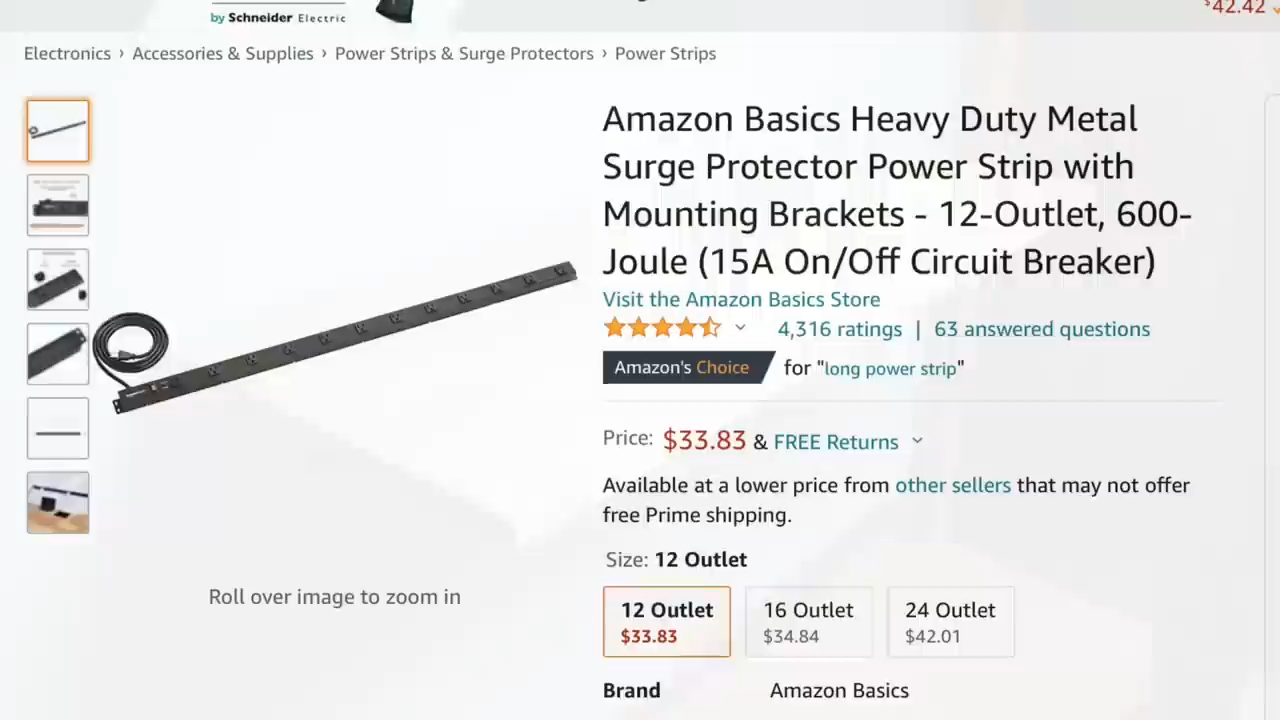 by Schneider Electric
$42.42
Electronics › Accessories & Supplies › Power Strips & Surge Protectors › Power Strips
Amazon Basics Heavy Duty Metal
Surge Protector Power Strip with
Mounting Brackets - 12-Outlet, 600-
Joule (15A On/Off Circuit Breaker)
Visit the Amazon Basics Store
4,316 ratings | 63 answered questions
Amazon's Choice for "long power strip"
Price: $33.83 & FREE Returns
Available at a lower price from other sellers that may not offer
free Prime shipping.
Size: 12 Outlet
12 Outlet 16 Outlet 24 Outlet
$33.83 $34.84 $42.01
Roll over image to zoom in
Brand Amazon Basics